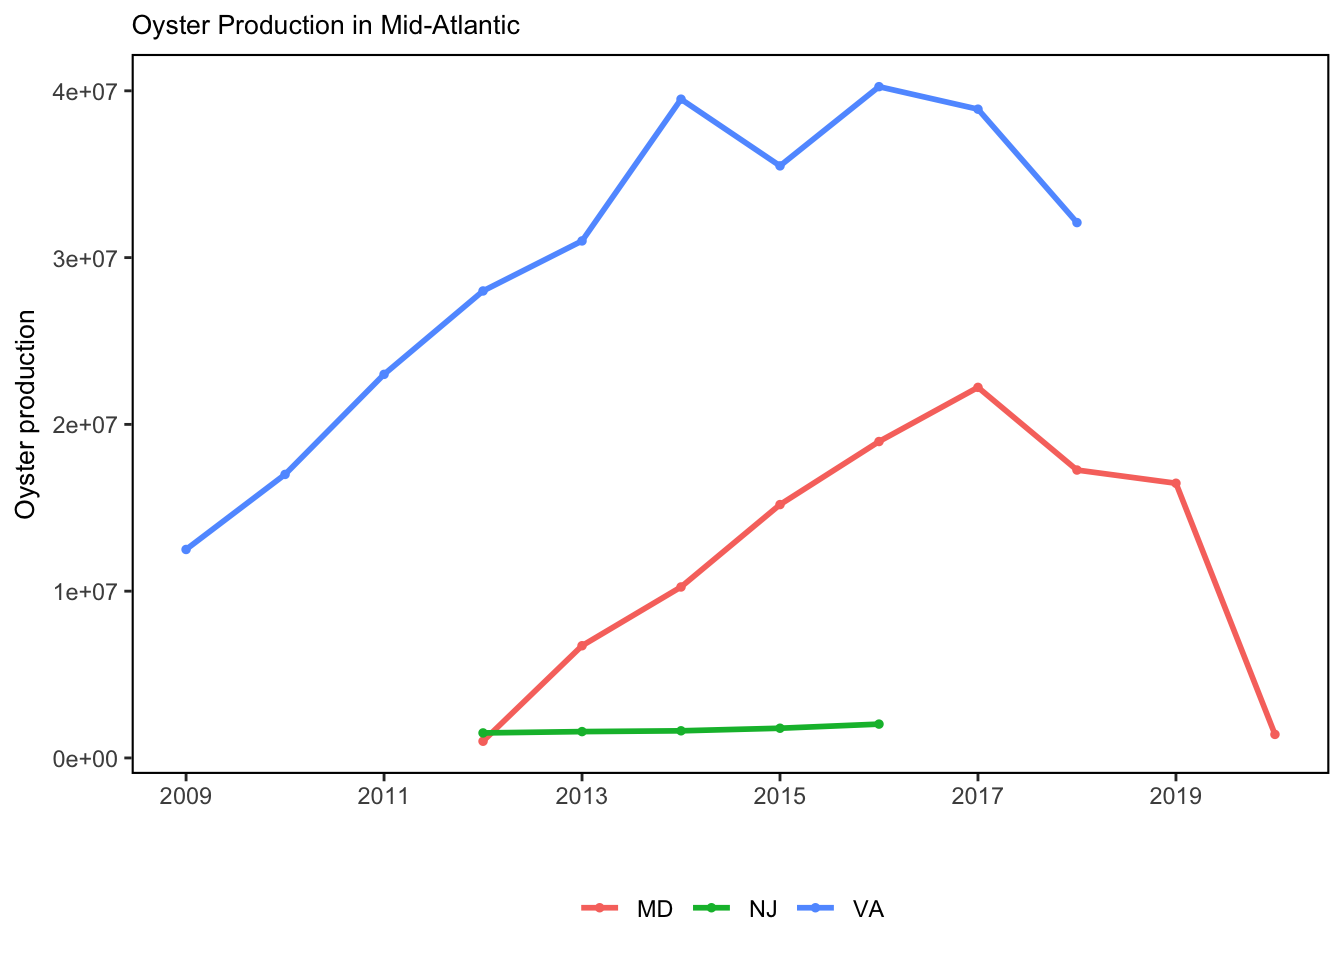 Oyster Production in Mid-Atlantic
Oyster production
4e+07
3e+07
2e+07
1e+07
0e+00
2009 2011 2013 2015 2017 2019
MD NJ VA